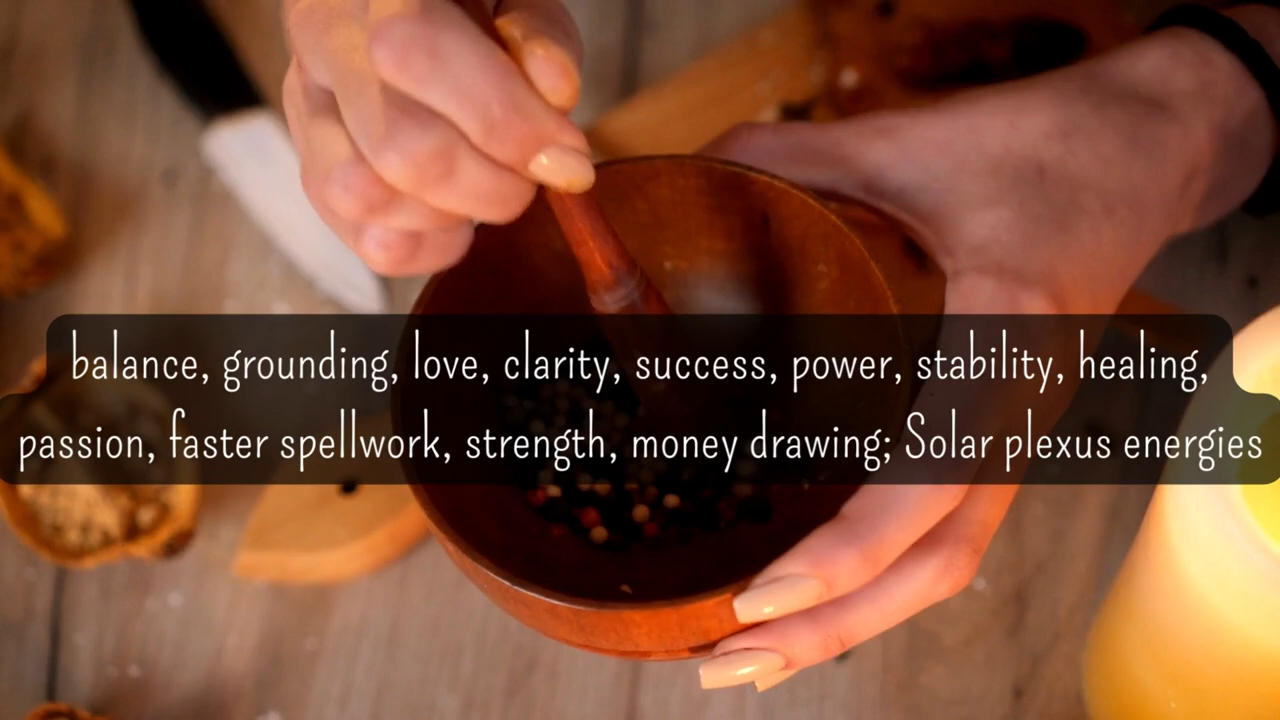 balance, grounding, love, clarity, success, power, stability, healing,
passion, faster spellwork, strength, money drawing; Solar plexus energies